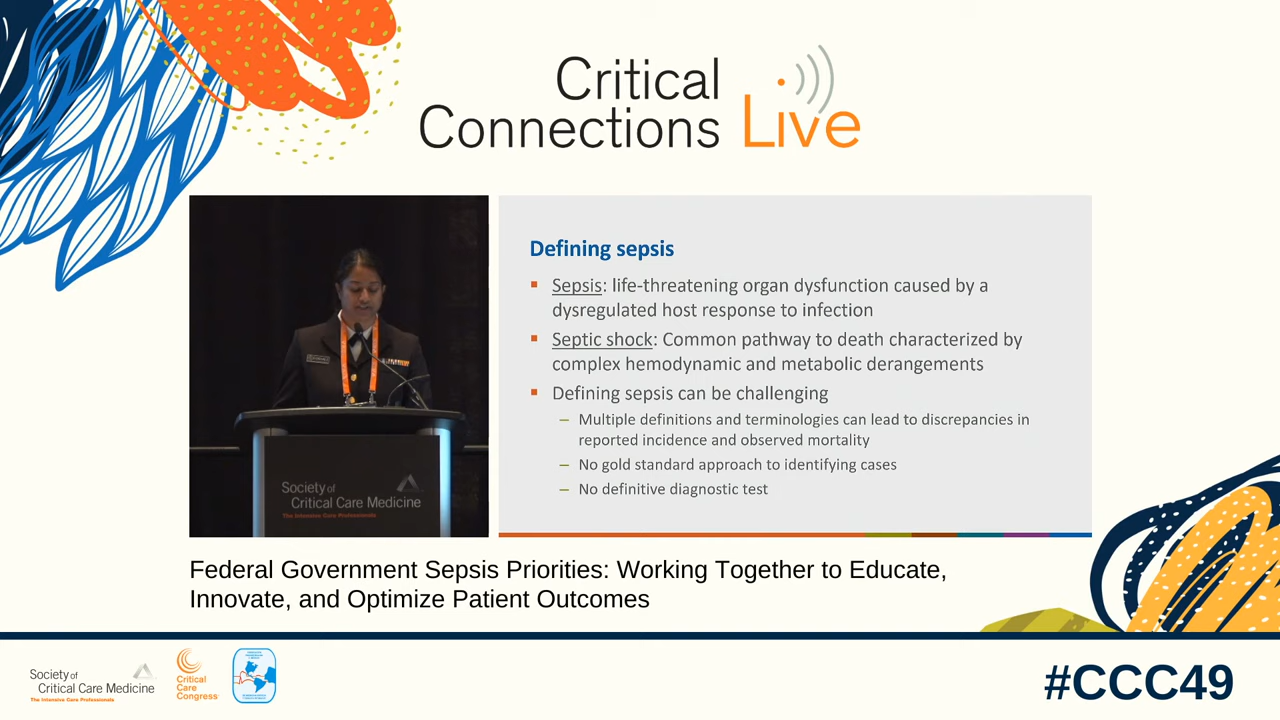 Critical
Connections Live
Defining sepsis
▪ Sepsis: life-threatening organ dysfunction caused by a
dysregulated host response to infection
▪ Septic shock: Common pathway to death characterized by
complex hemodynamic and metabolic derangements
▪ Defining sepsis can be challenging
– Multiple definitions and terminologies can lead to discrepancies in
reported incidence and observed mortality
– No gold standard approach to identifying cases
– No definitive diagnostic test
Society of
Critical Care Medicine
The Intensive Care Professionals
Federal Government Sepsis Priorities: Working Together to Educate,
Innovate, and Optimize Patient Outcomes
Society of
Critical Care Medicine
The Intensive Care Professionals
Critical
Care
Congress
#CCC49